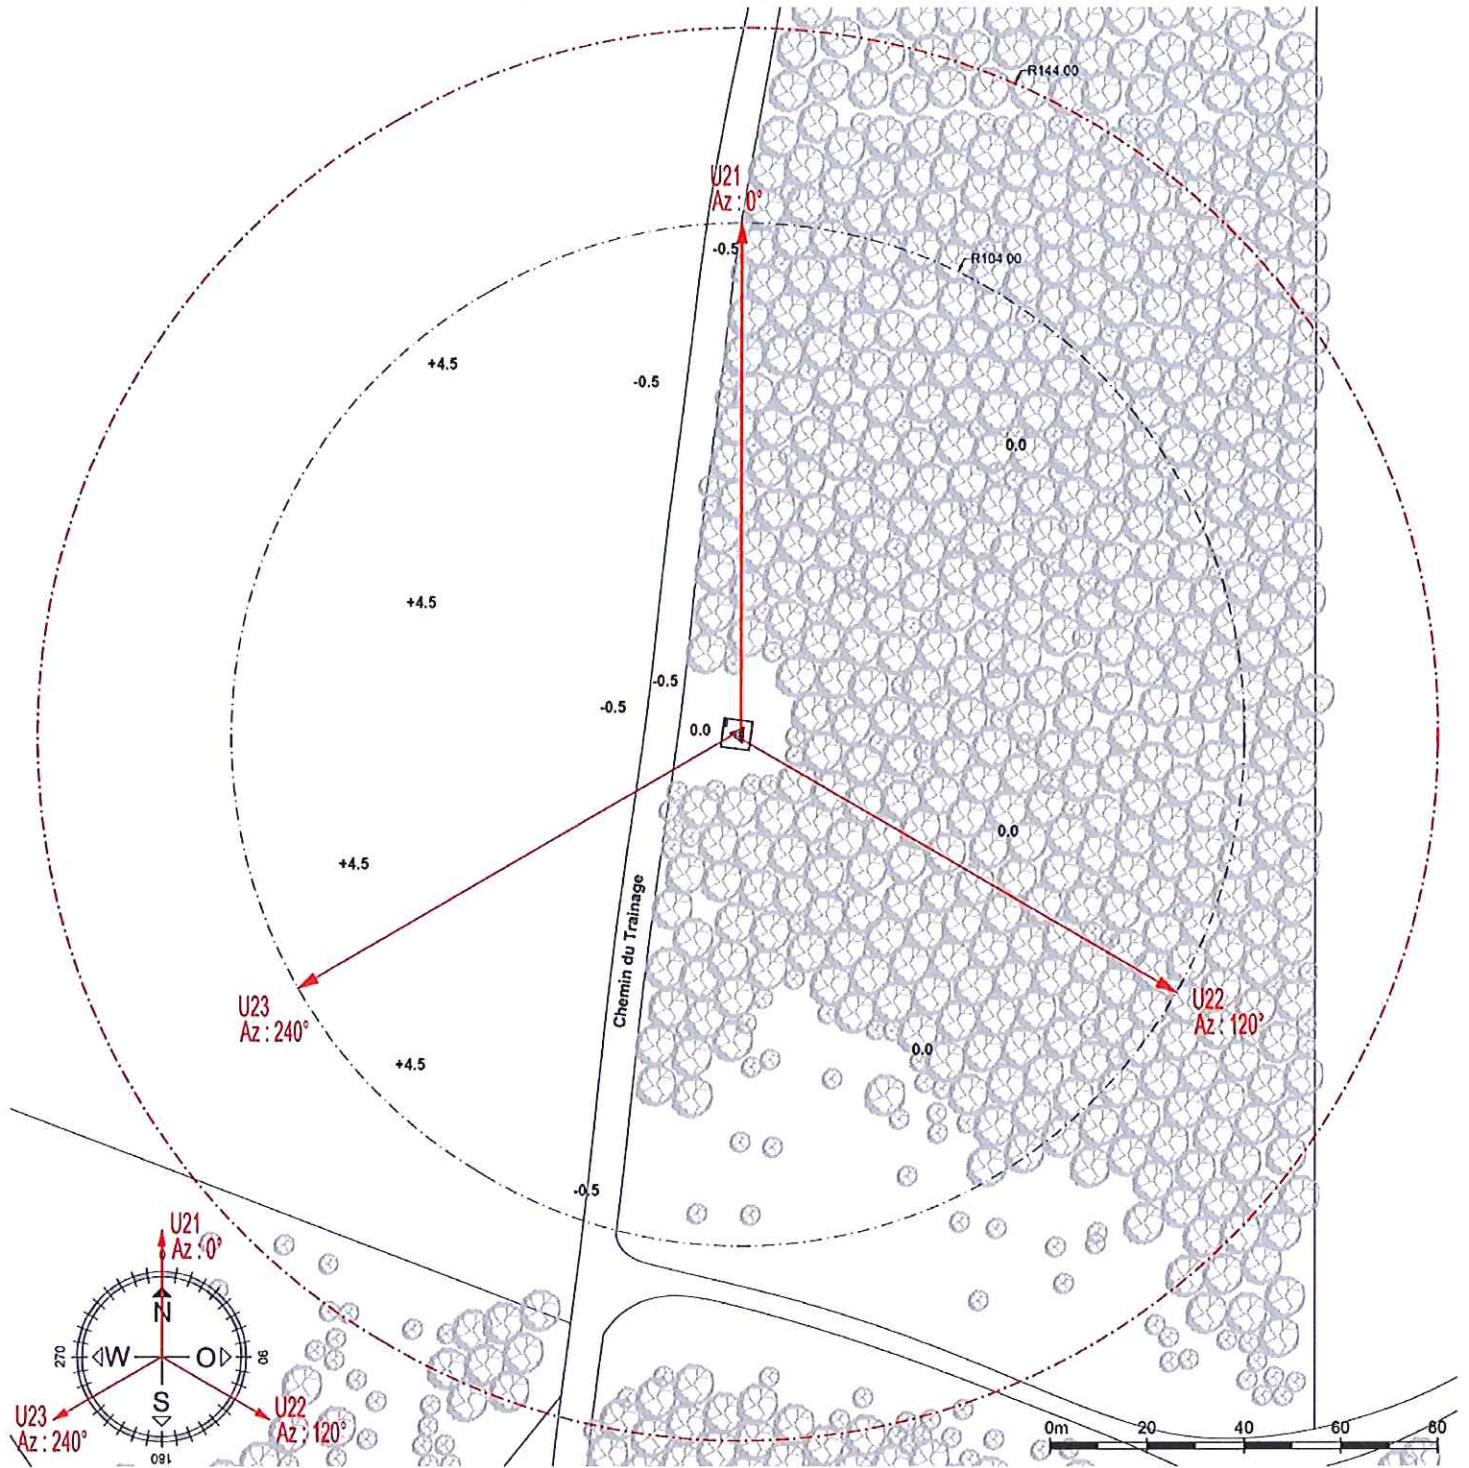 R144.00
U21
Az : 0°
-0.5
R104.00
+4.5
-0.5
0.0
+4.5
-0.5
-0.5
0.0
0.0
+4.5
Chemin du Trainage
U23
Az : 240°
U22
Az : 120°
0.0
+4.5
-0.5
U21
Az : 0°
0
N
270
W
O
90
S
180
U23
Az : 240°
U22
Az : 120°
0m 20 40 60 80